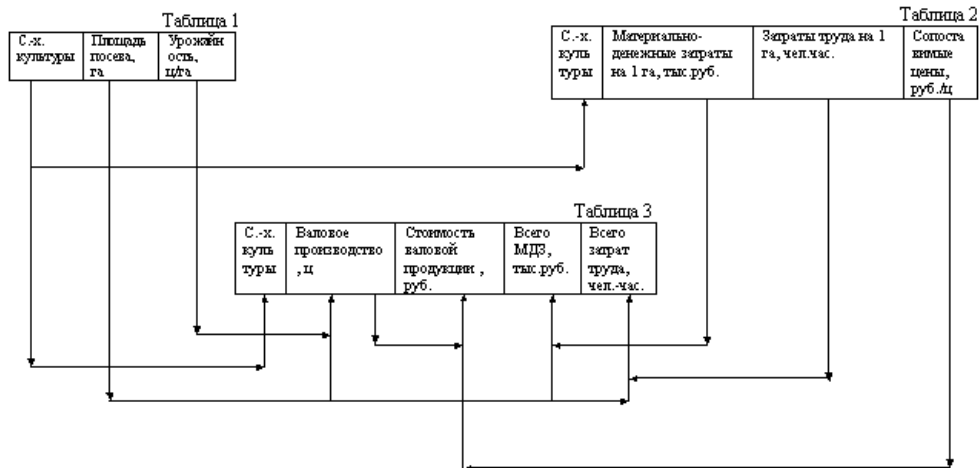 Таблица 1
С.-х.
культуры
Площадь
посева,
га
Урожайн
ость,
ц/га
Таблица 2
С.-х.
куль
туры
Материально-
денежные затраты
на 1 га, тыс.руб.
Затраты труда на 1
га, чел.час.
Сопоста
вимые
цены,
руб./ц
Таблица 3
С.-х.
куль
туры
Валовое
производство
, ц
Стоимость
валовой
продукции ,
руб.
Всего
МДЗ,
тыс.руб.
Всего
затрат
труда,
чел.-час.